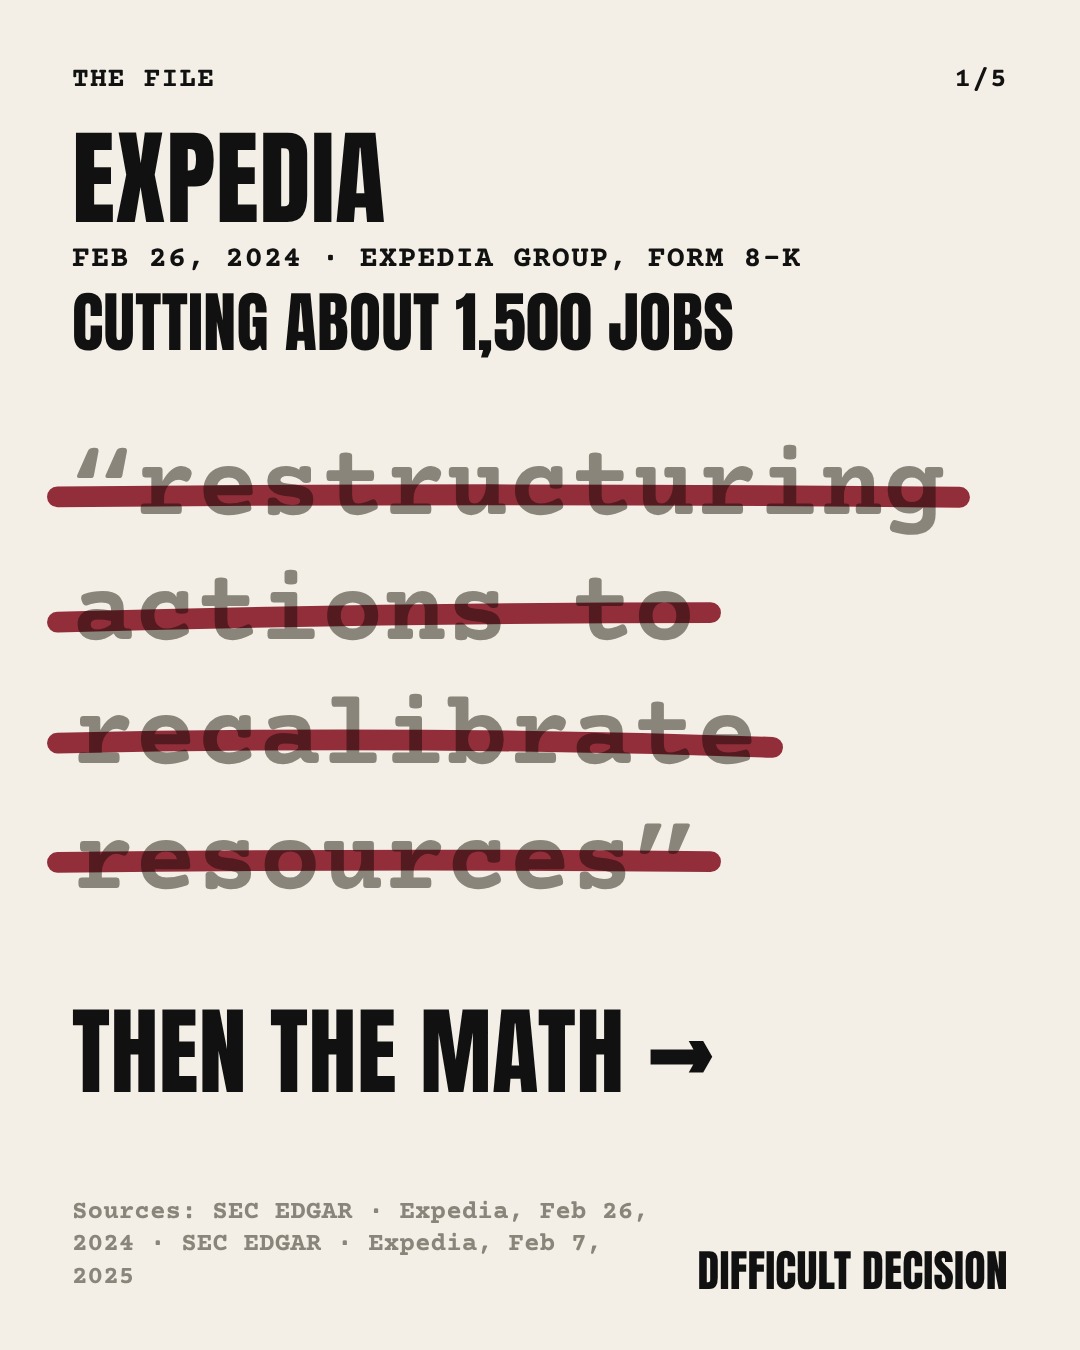 THE FILE
1/5
EXPEDIA
FEB 26, 2024 · EXPEDIA GROUP, FORM 8-K
CUTTING ABOUT 1,500 JOBS
“restructuring
actions to
recalibrate
resources”
THEN THE MATH →
Sources: SEC EDGAR · Expedia, Feb 26,
2024 · SEC EDGAR · Expedia, Feb 7,
2025
DIFFICULT DECISION